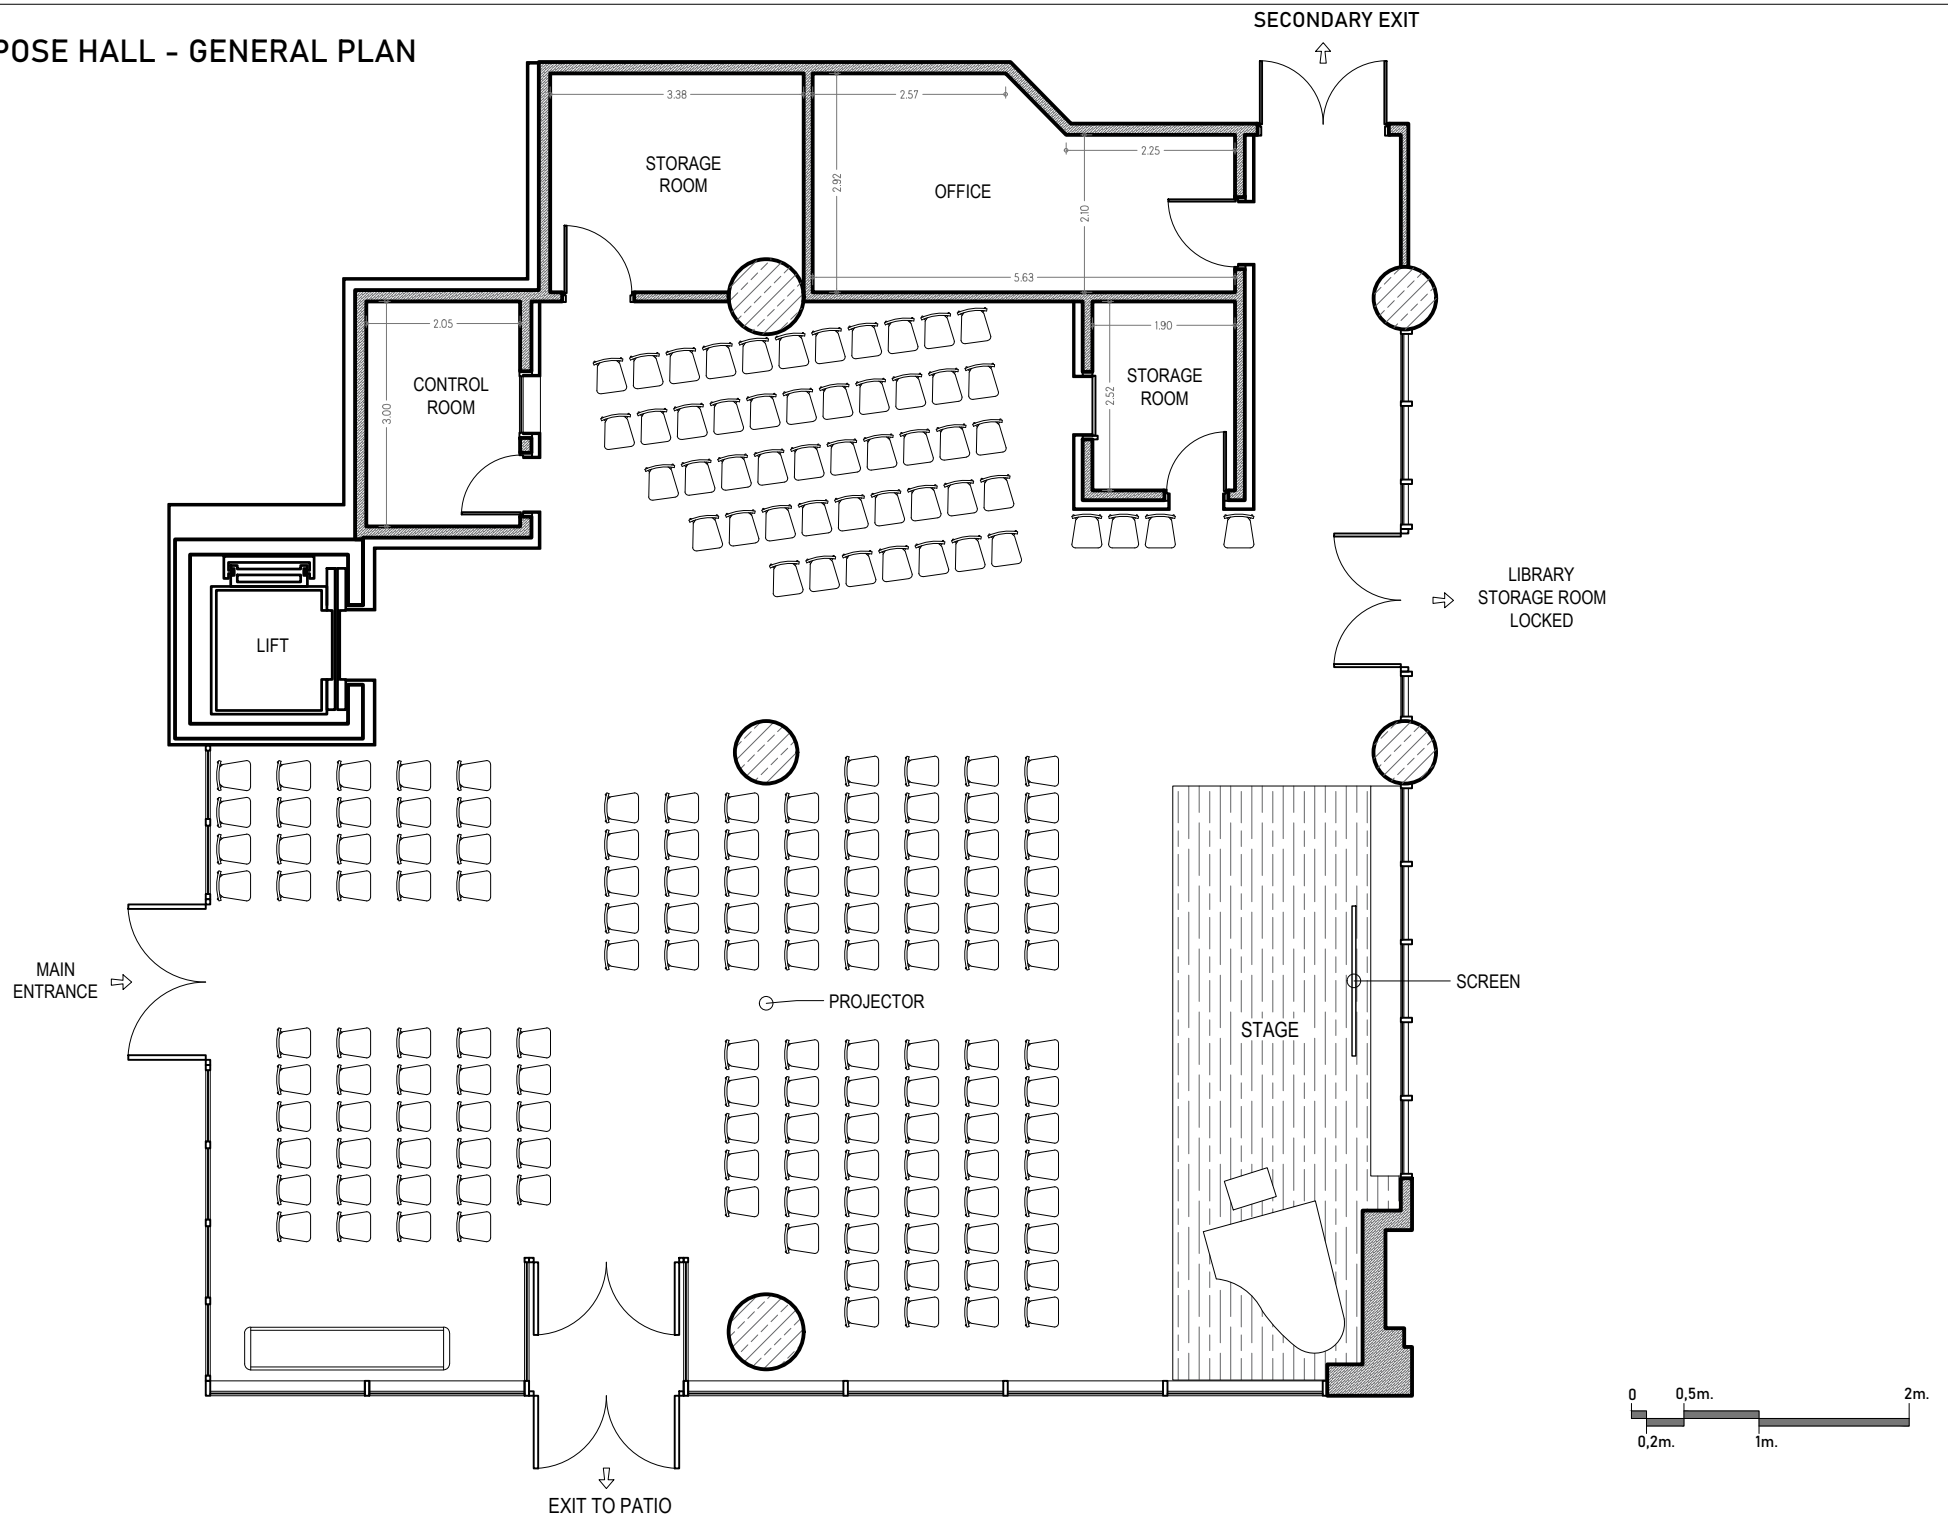 SECONDARY EXIT
POSE HALL - GENERAL PLAN
3.38
2.57
2.25
STORAGE
ROOM
OFFICE
2.92
2.10
5.63
2.05
1.90
CONTROL
ROOM
3.00
STORAGE
ROOM
2.52
LIBRARY
STORAGE ROOM
LOCKED
LIFT
MAIN
ENTRANCE
SCREEN
PROJECTOR
STAGE
0
0,5m.
2m.
0,2m.
1m.
EXIT TO PATIO